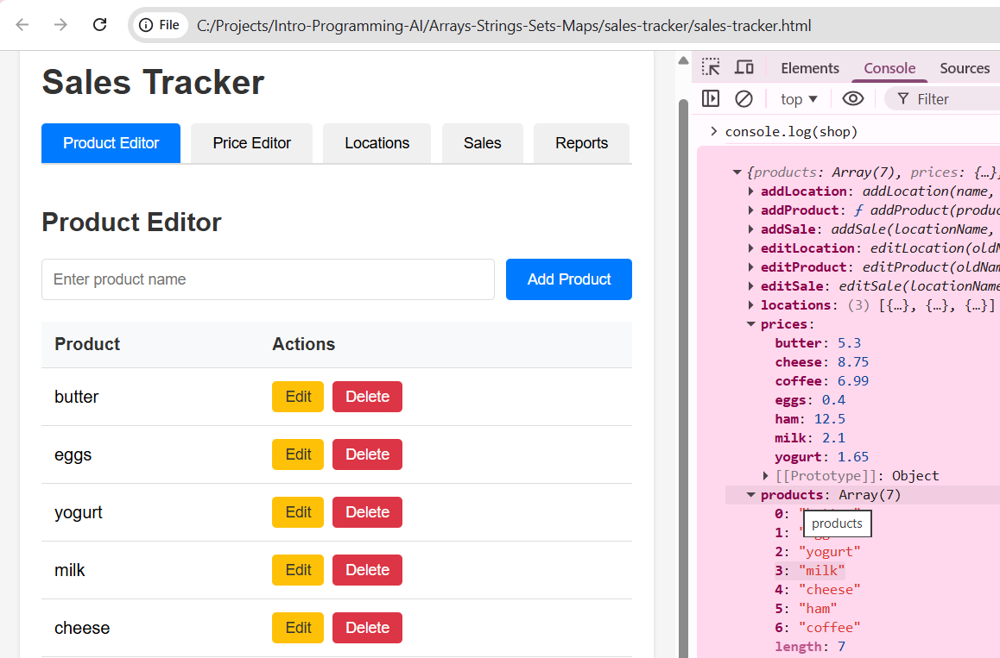 File C:/Projects/Intro-Programming-AI/Arrays-Strings-Sets-Maps/sales-tracker/sales-tracker.html
Sales Tracker
Product Editor Price Editor Locations Sales Reports
Product Editor
Enter product name Add Product
Product Actions
butter Edit Delete
eggs Edit Delete
yogurt Edit Delete
milk Edit Delete
cheese Edit Delete
Elements Console Sources
top Filter
> console.log(shop)
{products: Array(7), prices: {…},
addLocation: addLocation(name,
addProduct: ƒ addProduct(produc
addSale: addSale(locationName,
editLocation: editLocation(oldN
editProduct: editProduct(oldNam
editSale: editSale(locationName
locations: (3) [{…}, {…}, {…}]
prices:
butter: 5.3
cheese: 8.75
coffee: 6.99
eggs: 0.4
ham: 12.5
milk: 2.1
yogurt: 1.65
[[Prototype]]: Object
products: Array(7)
0:
products
1:
2: "yogurt"
3: "milk"
4: "cheese"
5: "ham"
6: "coffee"
length: 7